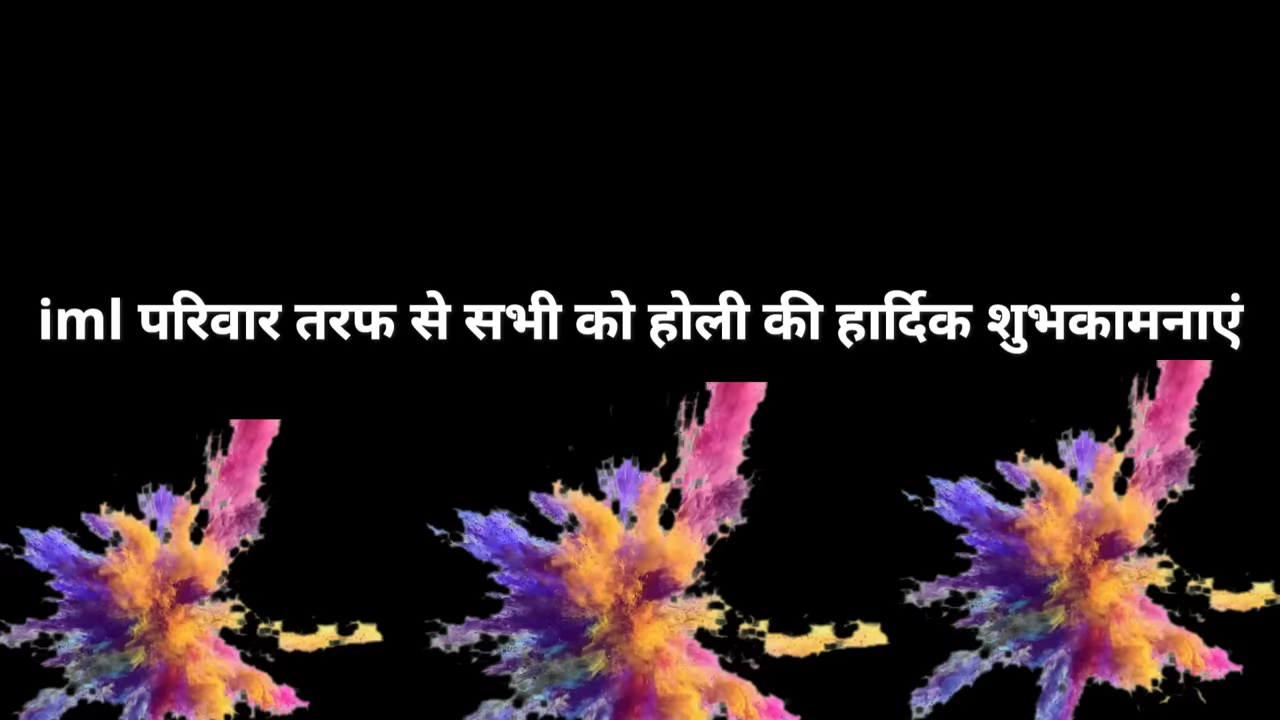 iml परिवार तरफ से सभी को होली की हार्दिक शुभकामनाएं